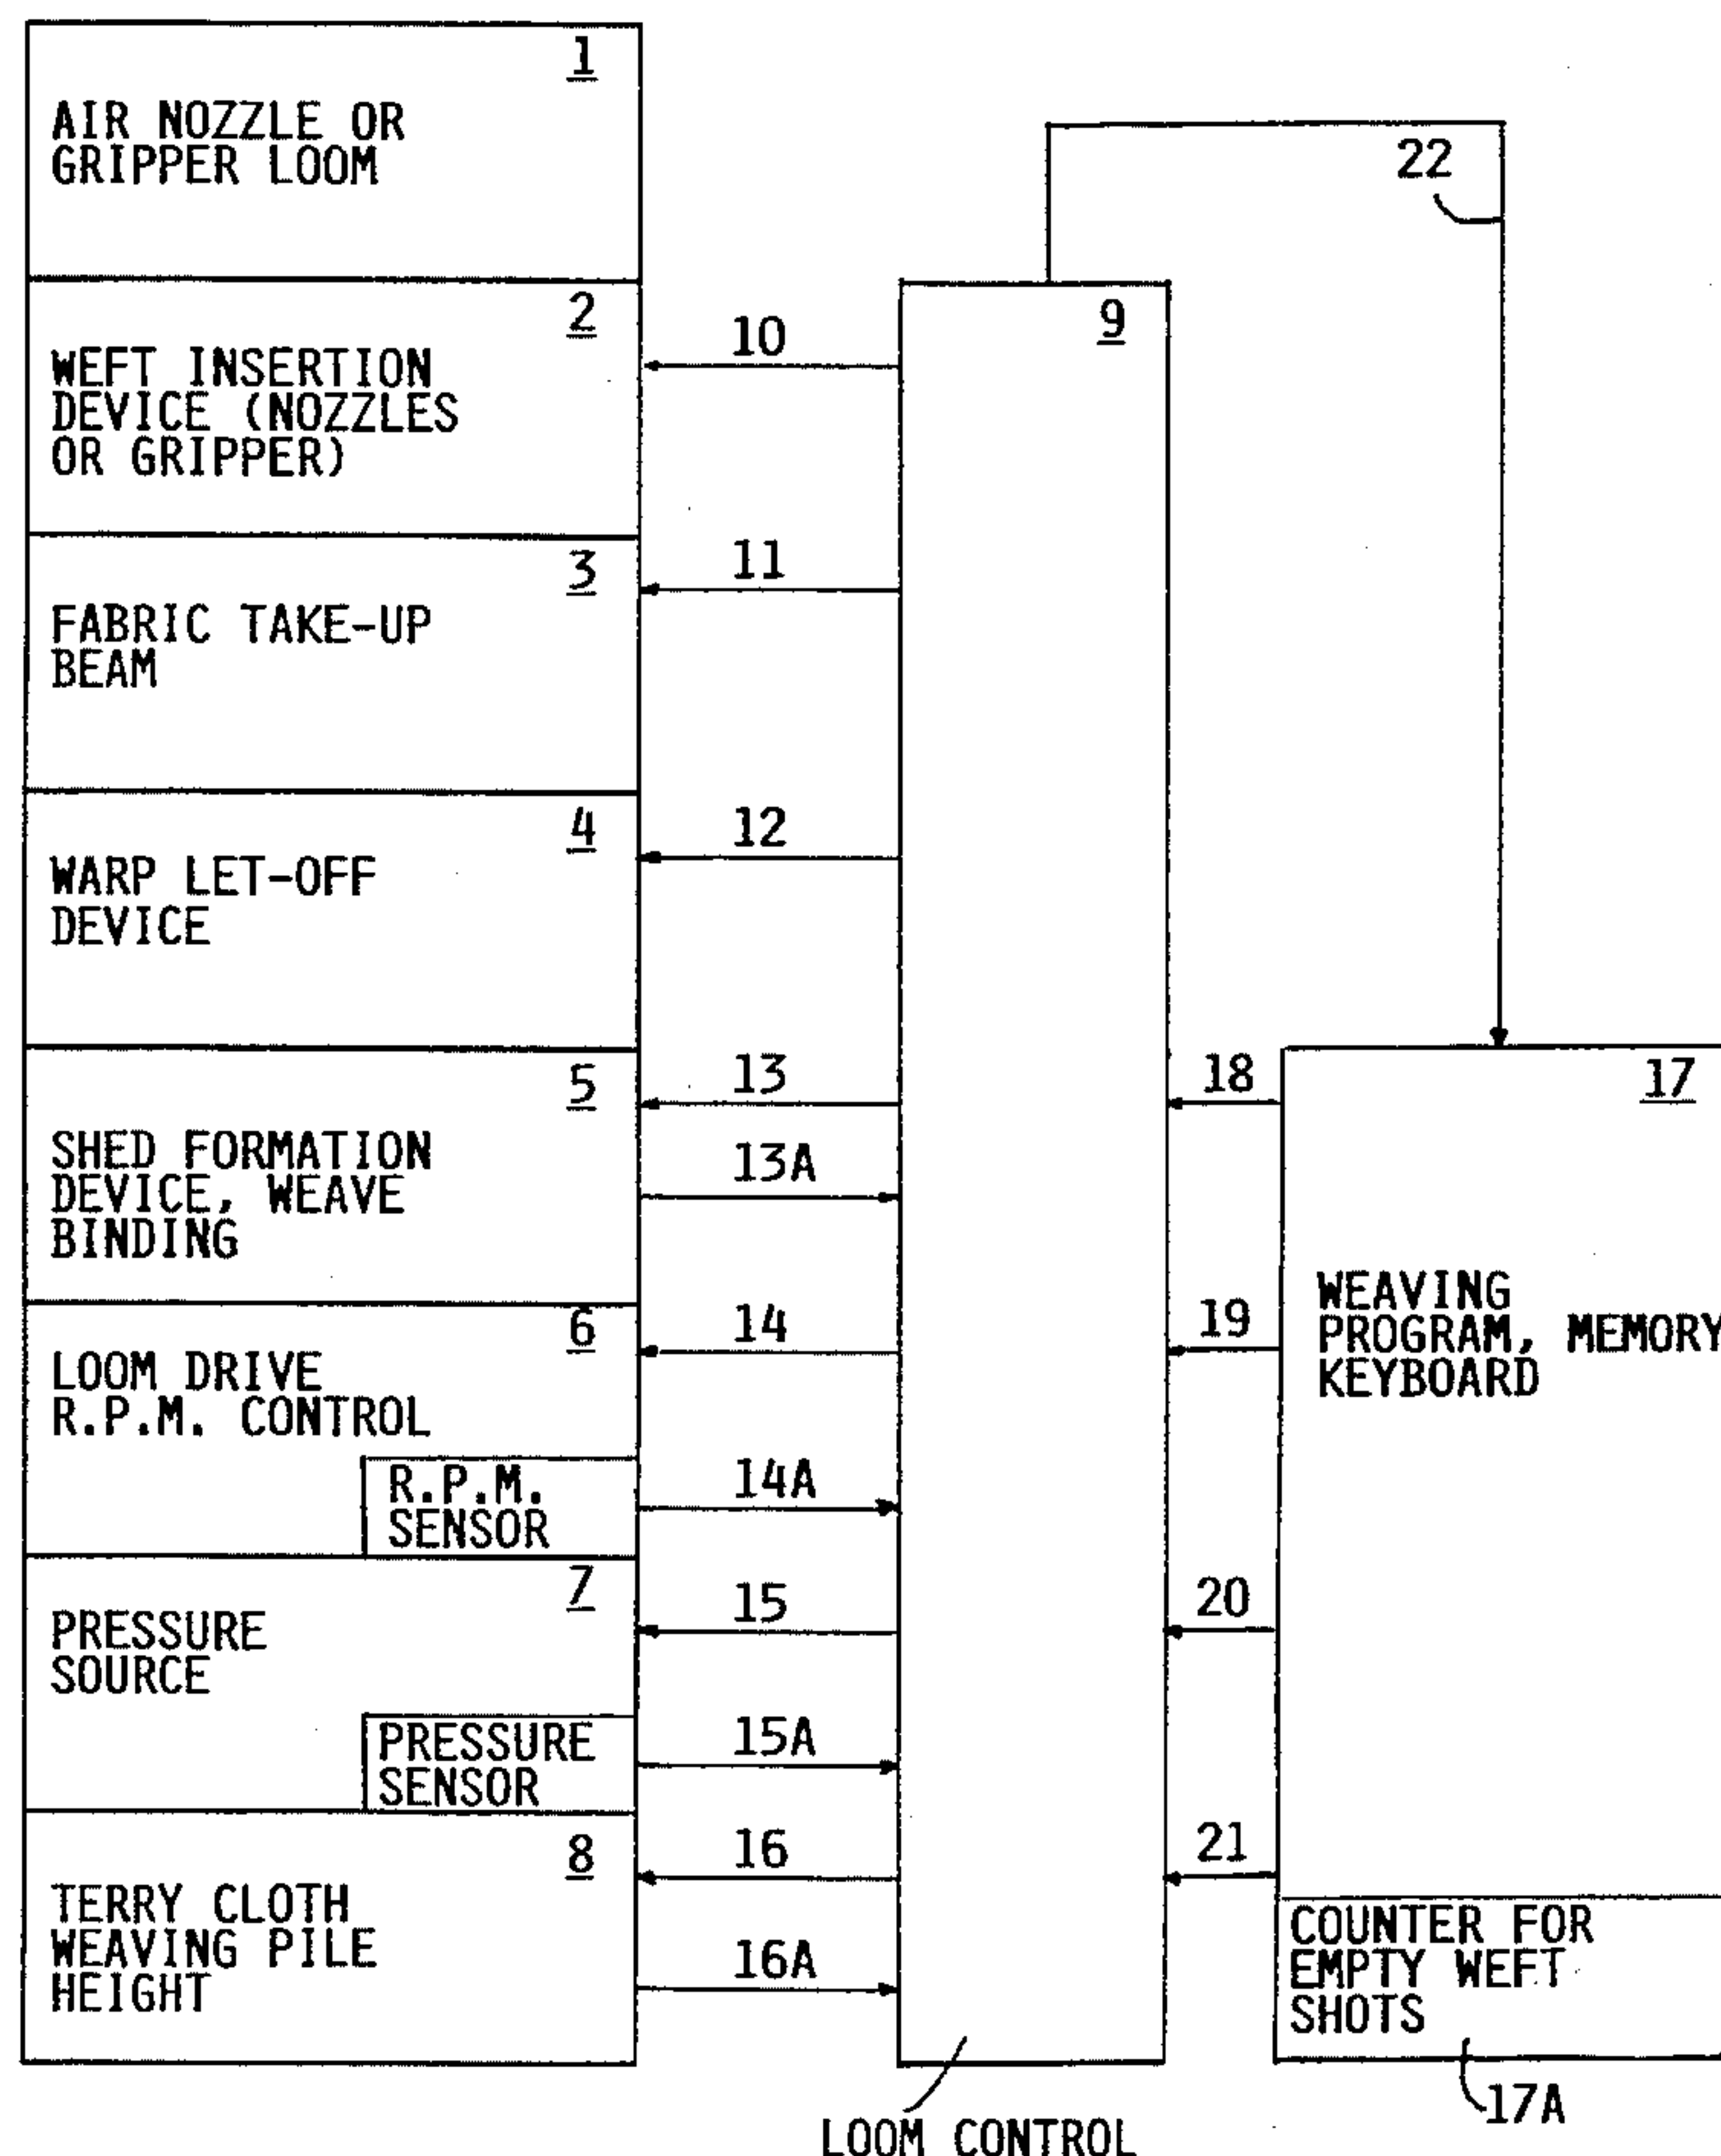 1
AIR NOZZLE OR
GRIPPER LOOM
2
WEFT INSERTION
DEVICE (NOZZLES
OR GRIPPER)
3
FABRIC TAKE-UP
BEAM
4
WARP LET-OFF
DEVICE
5
SHED FORMATION
DEVICE, WEAVE
BINDING
6
LOOM DRIVE
R.P.M. CONTROL
R.P.M.
SENSOR
7
PRESSURE
SOURCE
PRESSURE
SENSOR
8
TERRY CLOTH
WEAVING PILE
HEIGHT
10
11
12
13
13A
14
14A
15
15A
16
16A
9
LOOM CONTROL
22
18
19
20
21
17
WEAVING
PROGRAM, MEMORY
KEYBOARD
COUNTER FOR
EMPTY WEFT
SHOTS
17A